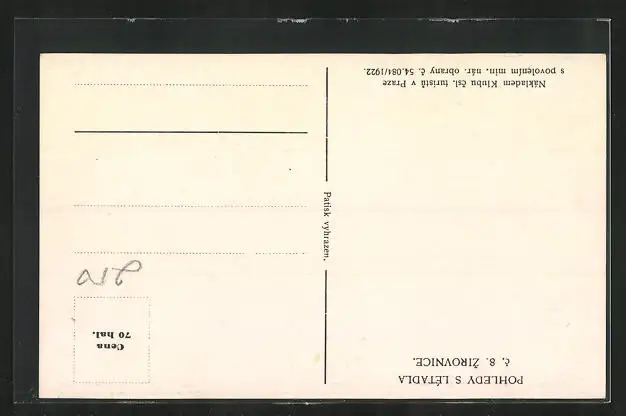 POHLEDY S LÉTADLA
č. 8. ŽIROVNICE.
Cena
70 hal.
Patisk vyhrazen.
Nákladem Klubu čsl. turistů v Praze
s povolením min. nár. obrany č. 54.084/1922.